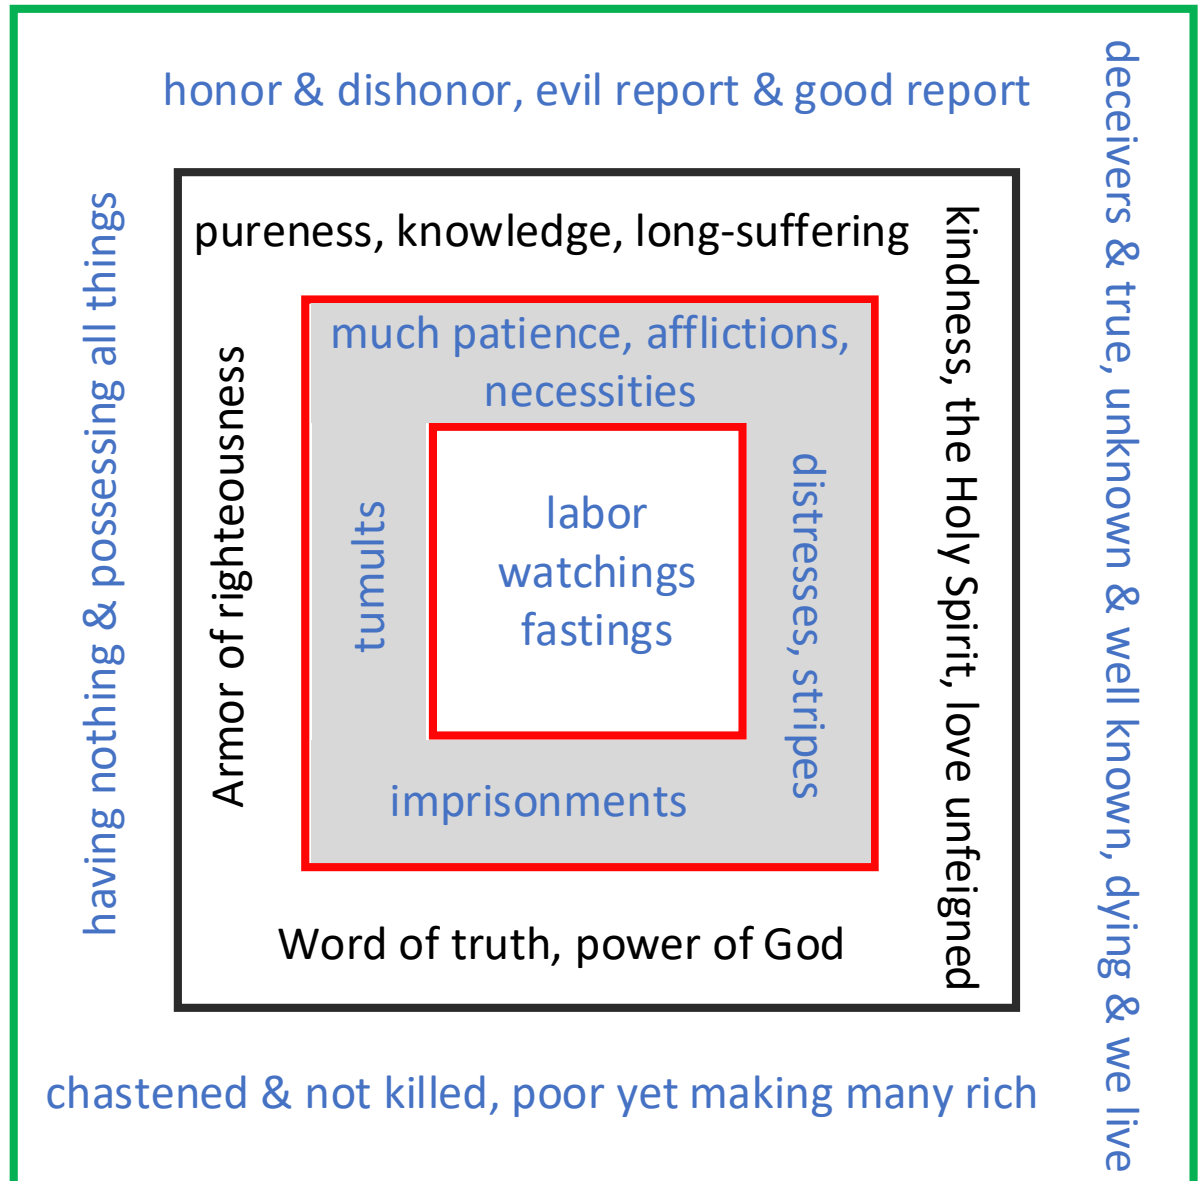 honor & dishonor, evil report & good report
deceivers & true, unknown & well known, dying & we live
chastened & not killed, poor yet making many rich
having nothing & possessing all things
pureness, knowledge, long-suffering
kindness, the Holy Spirit, love unfeigned
Word of truth, power of God
Armor of righteousness
much patience, afflictions,
necessities
distresses, stripes
imprisonments
tumults
labor
watchings
fastings